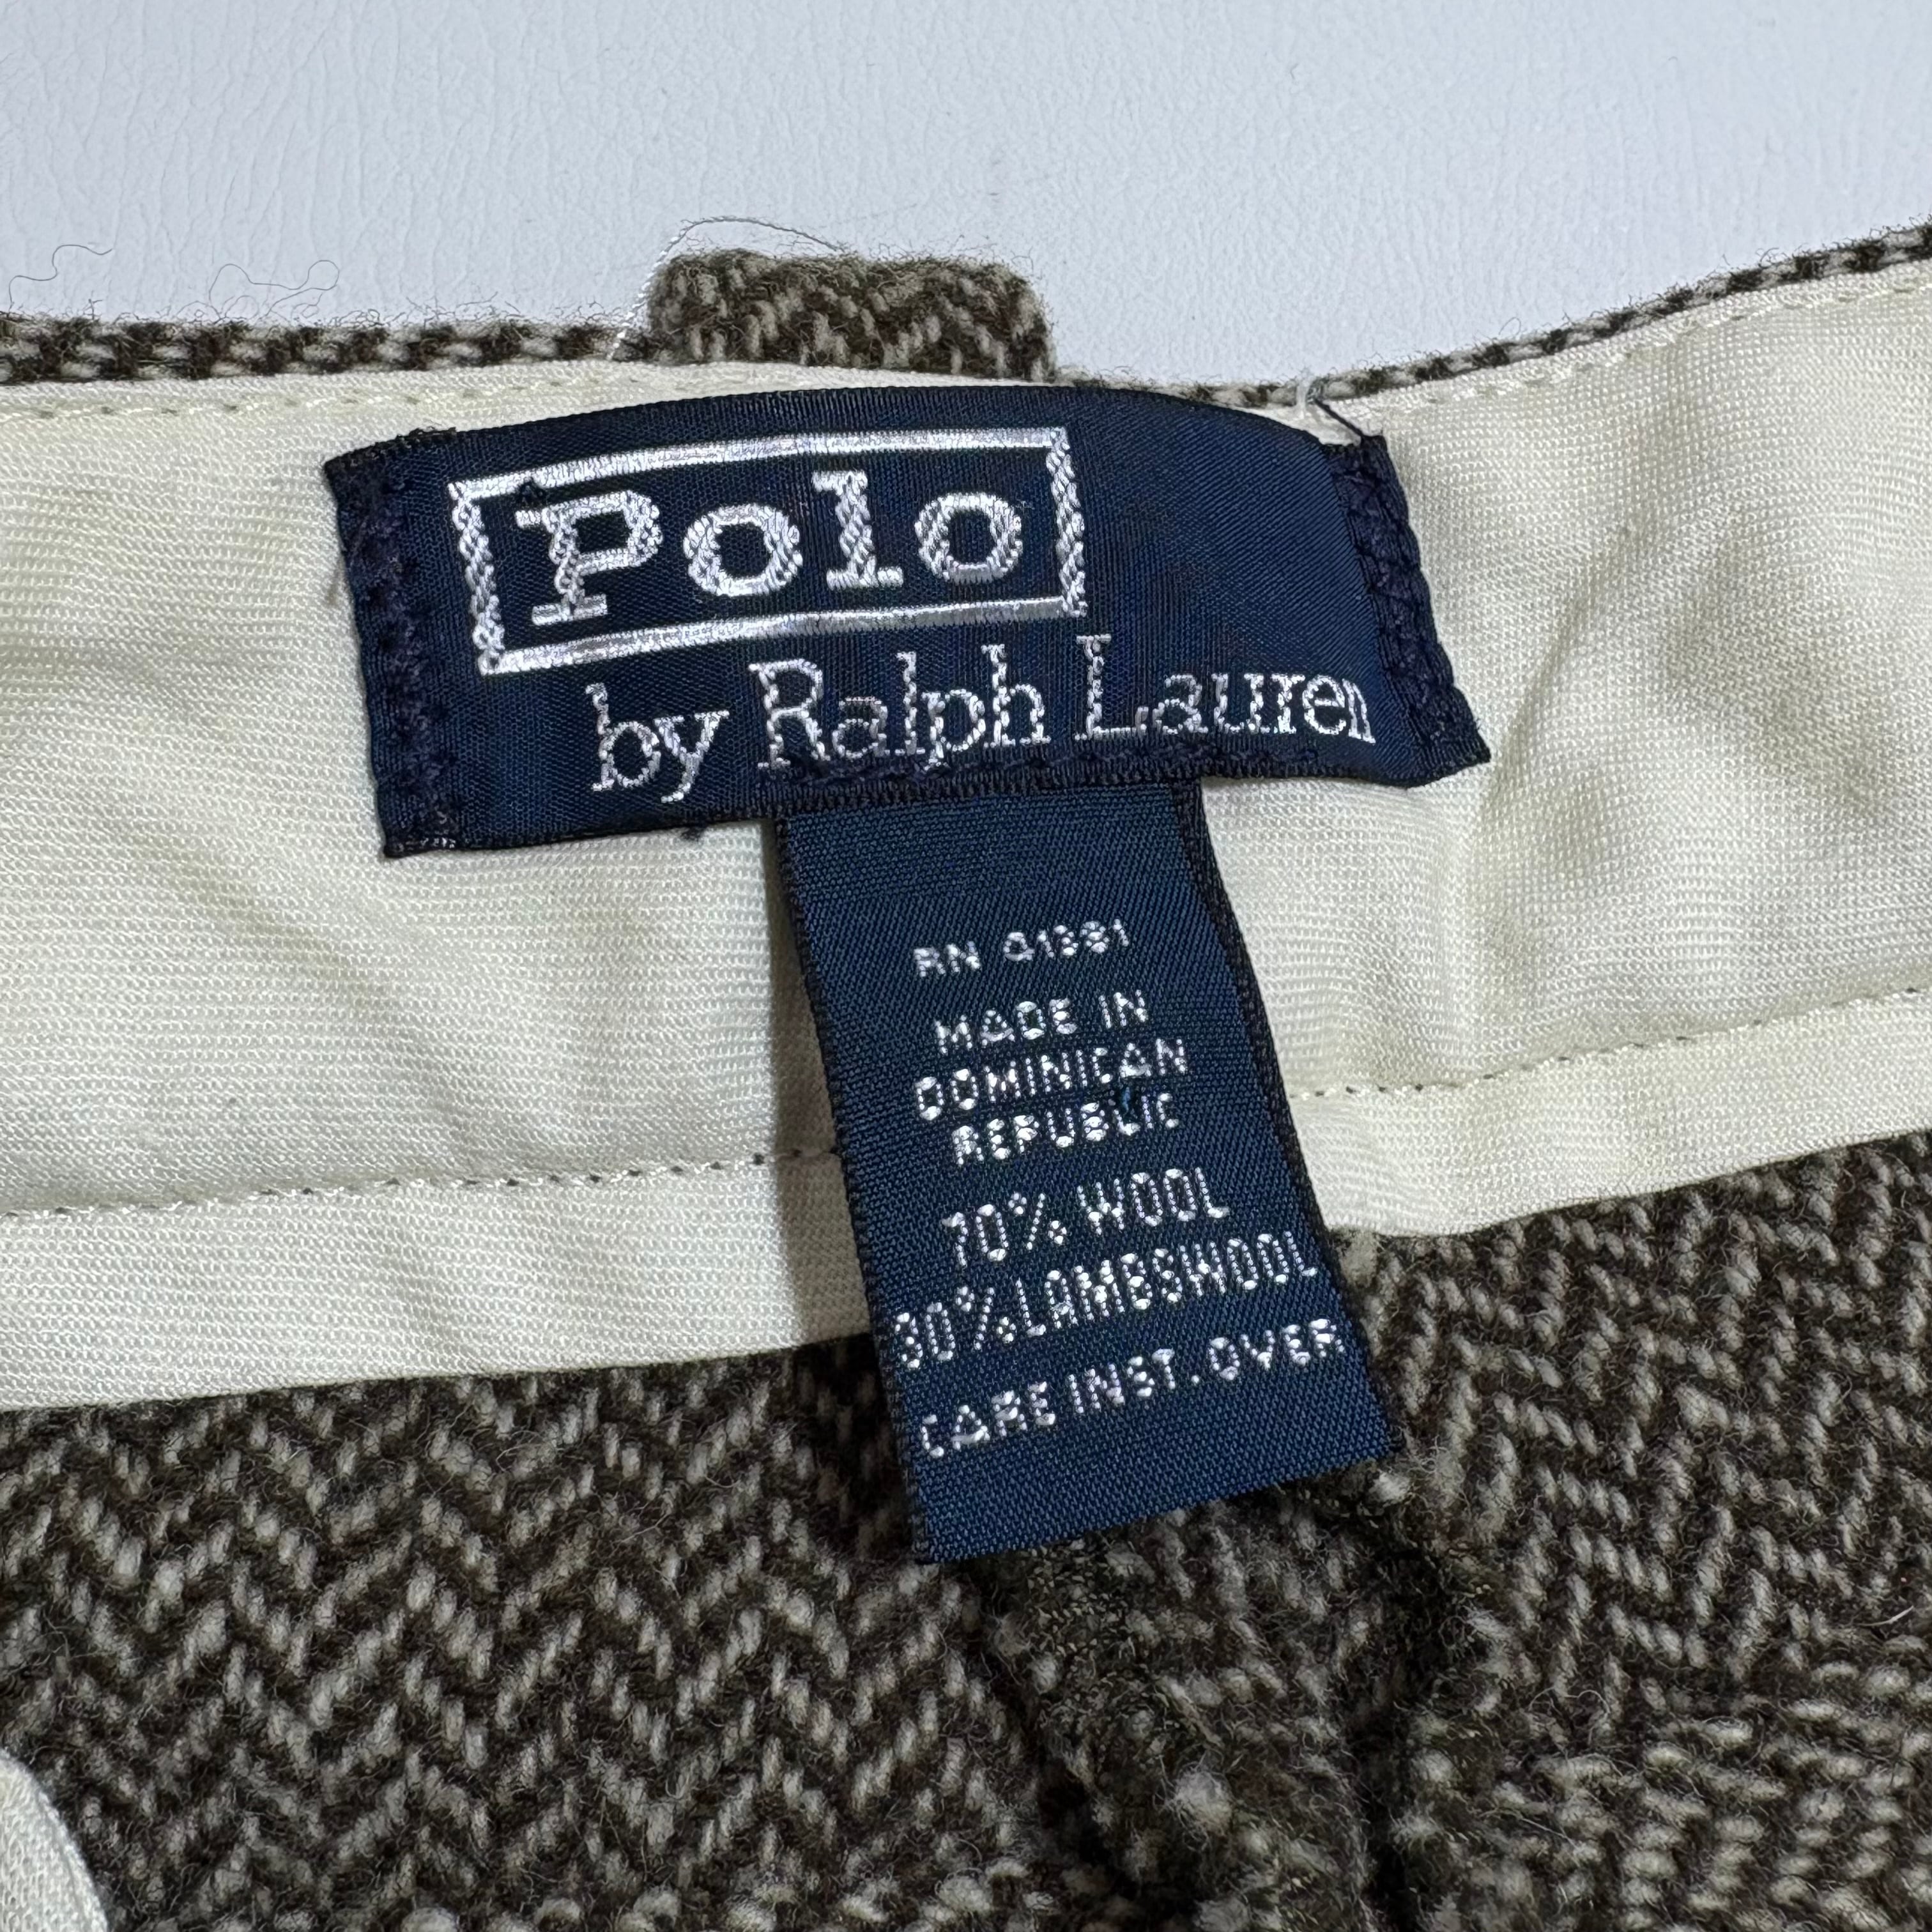 Polo
by Ralph Lauren
RN 41381
MADE IN
DOMINICAN
REPUBLIC
70% WOOL
30% LAMBSWOOL
CARE INST. OVER